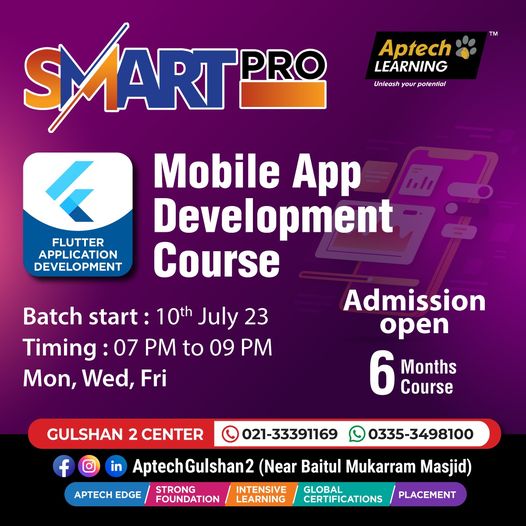 SMART PRO
Aptech
LEARNING
™
Unleash your potential
FLUTTER
APPLICATION
DEVELOPMENT
Mobile App
Development
Course
Batch start : 10th July 23
Timing : 07 PM to 09 PM
Mon, Wed, Fri
Admission
open
6 Months
Course
GULSHAN 2 CENTER 021-33391169 0335-3498100
AptechGulshan2 (Near Baitul Mukarram Masjid)
APTECH EDGE
STRONG
FOUNDATION
INTENSIVE
LEARNING
GLOBAL
CERTIFICATIONS
PLACEMENT